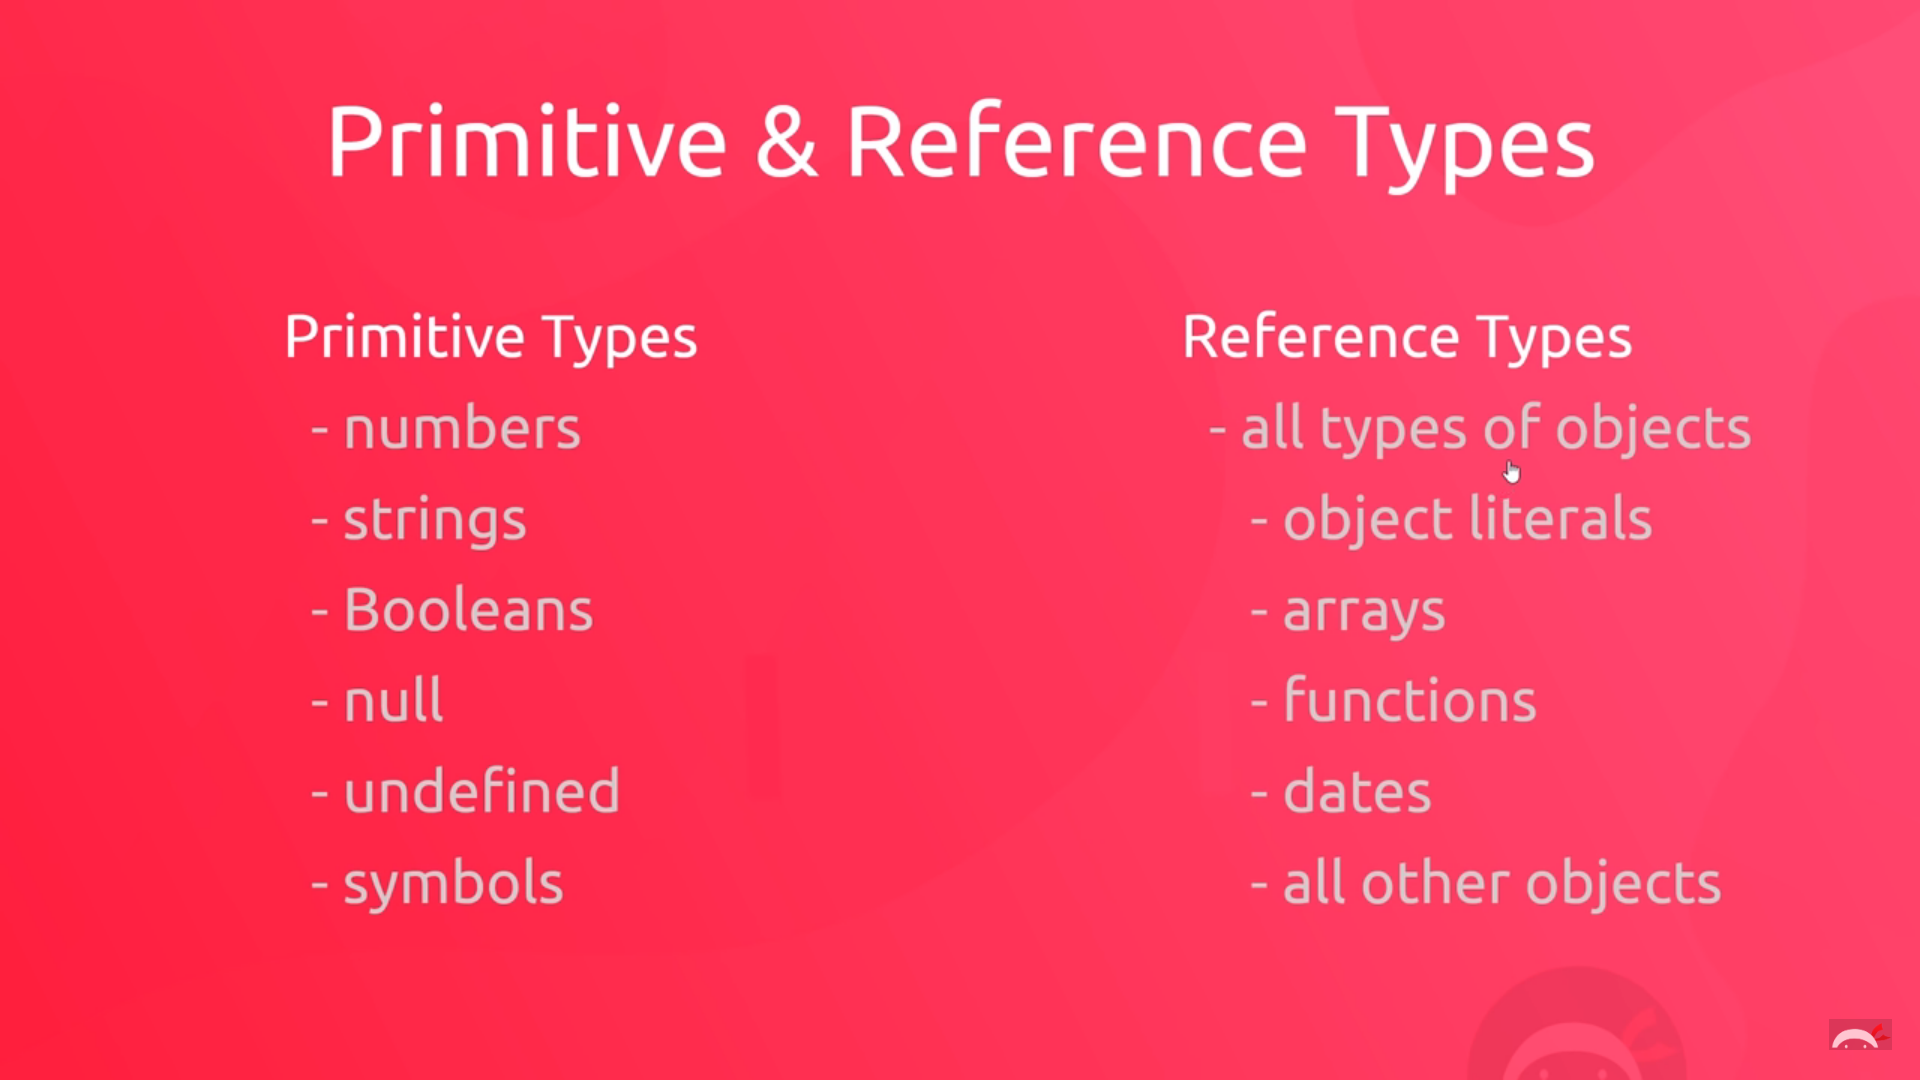 Primitive & Reference Types
Primitive Types
- numbers
- strings
- Booleans
- null
- undefined
- symbols
Reference Types
- all types of objects
- object literals
- arrays
- functions
- dates
- all other objects